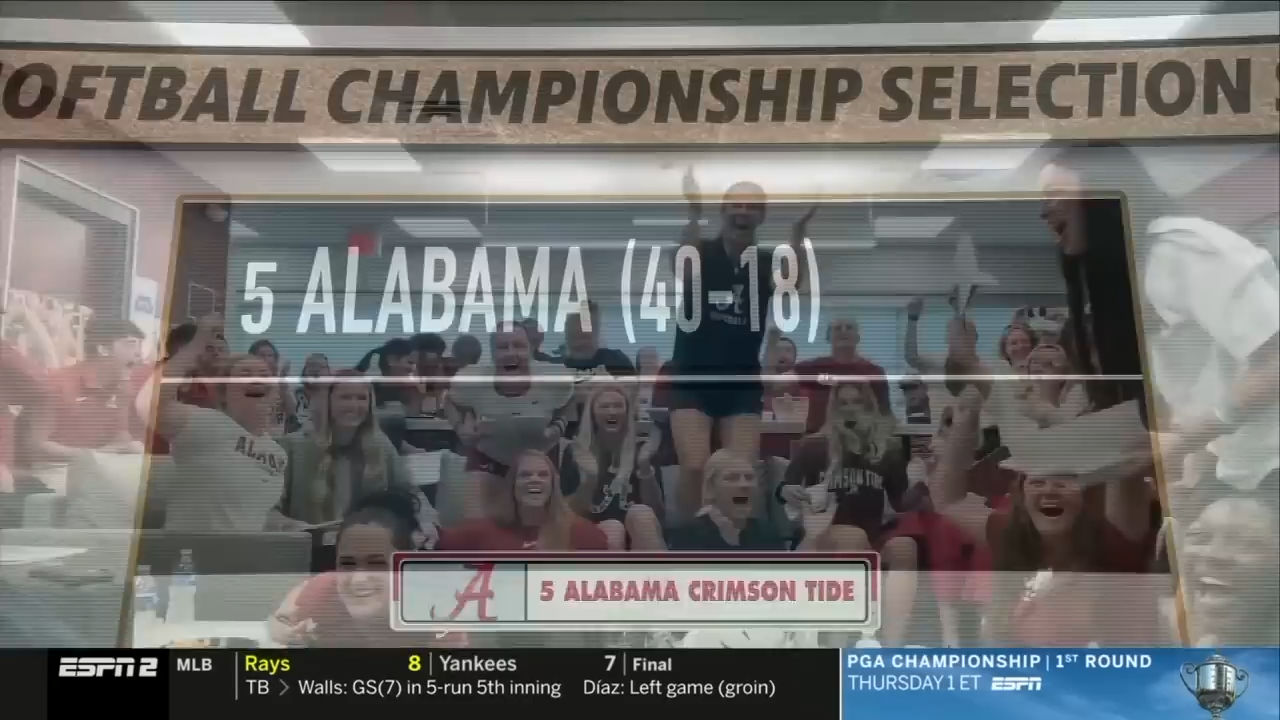 OFTBALL CHAMPIONSHIP SELECTION S
5 ALABAMA (40-18)
CRIMSON TIDE
A
5 ALABAMA CRIMSON TIDE
ESPN2
MLB
Rays 8 Yankees 7 Final
TB > Walls: GS(7) in 5-run 5th inning Díaz: Left game (groin)
PGA CHAMPIONSHIP | 1ST ROUND
THURSDAY 1 ET ESPN